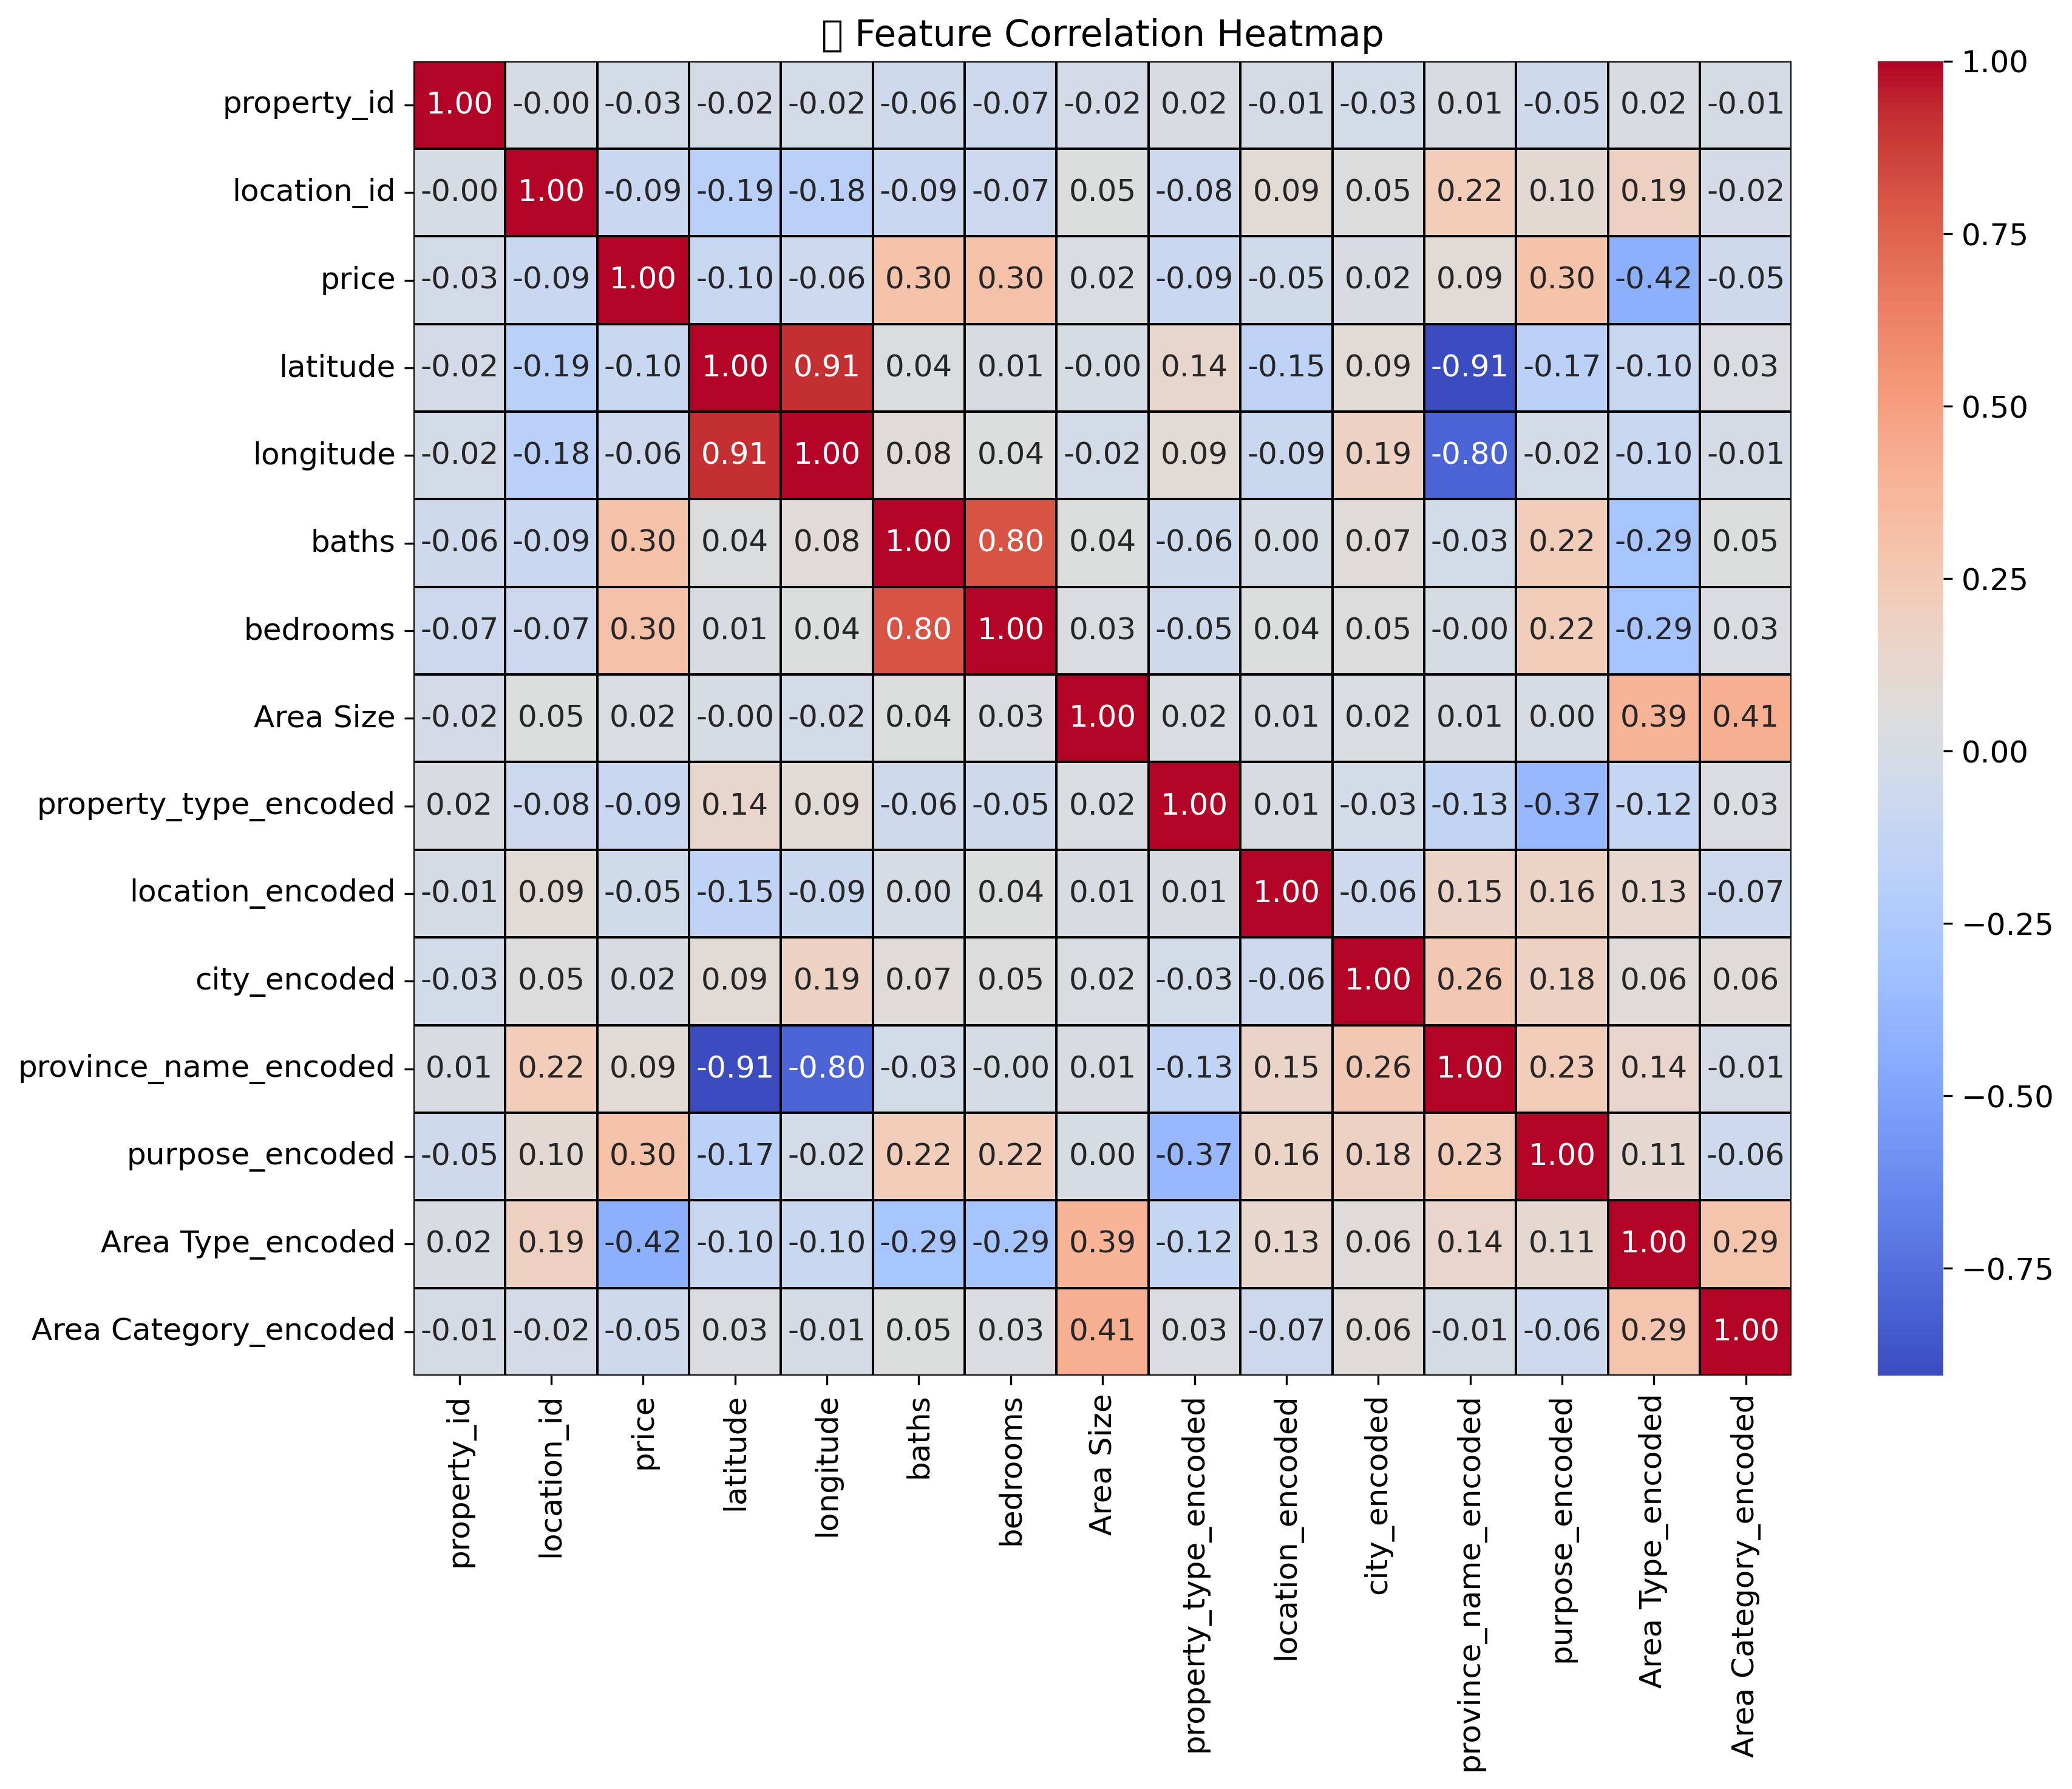 Feature Correlation Heatmap
property_id 1.00 -0.00 -0.03 -0.02 -0.02 -0.06 -0.07 -0.02 0.02 -0.01 -0.03 0.01 -0.05 0.02 -0.01
location_id -0.00 1.00 -0.09 -0.19 -0.18 -0.09 -0.07 0.05 -0.08 0.09 0.05 0.22 0.10 0.19 -0.02
price -0.03 -0.09 1.00 -0.10 -0.06 0.30 0.30 0.02 -0.09 -0.05 0.02 0.09 0.30 -0.42 -0.05
latitude -0.02 -0.19 -0.10 1.00 0.91 0.04 0.01 -0.00 0.14 -0.15 0.09 -0.91 -0.17 -0.10 0.03
longitude -0.02 -0.18 -0.06 0.91 1.00 0.08 0.04 -0.02 0.09 -0.09 0.19 -0.80 -0.02 -0.10 -0.01
baths -0.06 -0.09 0.30 0.04 0.08 1.00 0.80 0.04 -0.06 0.00 0.07 -0.03 0.22 -0.29 0.05
bedrooms -0.07 -0.07 0.30 0.01 0.04 0.80 1.00 0.03 -0.05 0.04 0.05 -0.00 0.22 -0.29 0.03
Area Size -0.02 0.05 0.02 -0.00 -0.02 0.04 0.03 1.00 0.02 0.01 0.02 0.01 0.00 0.39 0.41
property_type_encoded 0.02 -0.08 -0.09 0.14 0.09 -0.06 -0.05 0.02 1.00 0.01 -0.03 -0.13 -0.37 -0.12 0.03
location_encoded -0.01 0.09 -0.05 -0.15 -0.09 0.00 0.04 0.01 0.01 1.00 -0.06 0.15 0.16 0.13 -0.07
city_encoded -0.03 0.05 0.02 0.09 0.19 0.07 0.05 0.02 -0.03 -0.06 1.00 0.26 0.18 0.06 0.06
province_name_encoded 0.01 0.22 0.09 -0.91 -0.80 -0.03 -0.00 0.01 -0.13 0.15 0.26 1.00 0.23 0.14 -0.01
purpose_encoded -0.05 0.10 0.30 -0.17 -0.02 0.22 0.22 0.00 -0.37 0.16 0.18 0.23 1.00 0.11 -0.06
Area Type_encoded 0.02 0.19 -0.42 -0.10 -0.10 -0.29 -0.29 0.39 -0.12 0.13 0.06 0.14 0.11 1.00 0.29
Area Category_encoded -0.01 -0.02 -0.05 0.03 -0.01 0.05 0.03 0.41 0.03 -0.07 0.06 -0.01 -0.06 0.29 1.00
property_id
location_id
price
latitude
longitude
baths
bedrooms
Area Size
property_type_encoded
location_encoded
city_encoded
province_name_encoded
purpose_encoded
Area Type_encoded
Area Category_encoded
1.00
0.75
0.50
0.25
0.00
−0.25
−0.50
−0.75